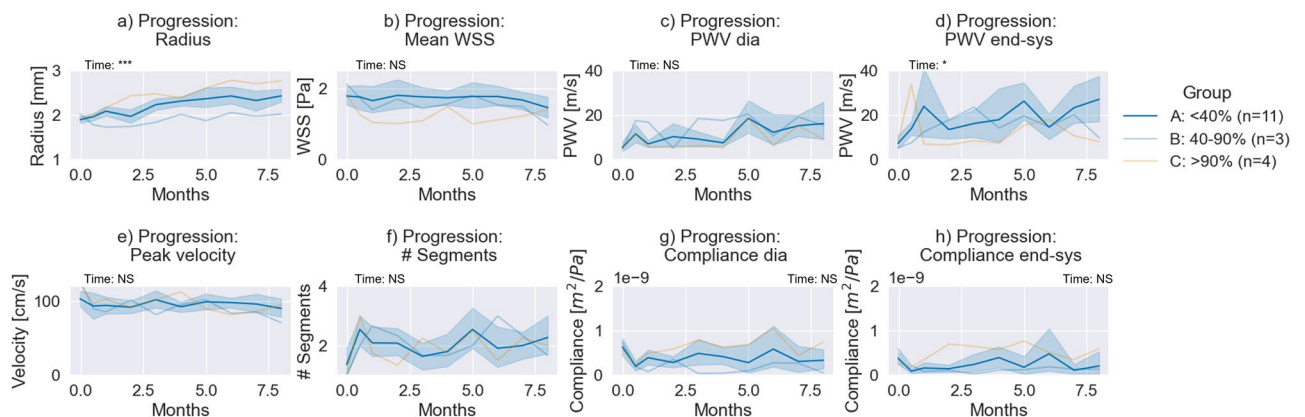 a) Progression:
Radius
Time: ***
Radius [mm]
3
2
1
0.0 2.5 5.0 7.5
Months
b) Progression:
Mean WSS
Time: NS
WSS [Pa]
2
0
0.0 2.5 5.0 7.5
Months
c) Progression:
PWV dia
Time: NS
PWV [m/s]
40
20
0
0.0 2.5 5.0 7.5
Months
d) Progression:
PWV end-sys
Time: *
PWV [m/s]
40
20
0
0.0 2.5 5.0 7.5
Months
Group
A: <40% (n=11)
B: 40-90% (n=3)
C: >90% (n=4)
e) Progression:
Peak velocity
Time: NS
Velocity [cm/s]
100
0
0.0 2.5 5.0 7.5
Months
f) Progression:
# Segments
Time: NS
# Segments
4
2
0.0 2.5 5.0 7.5
Months
g) Progression:
Compliance dia
1e−9
Time: NS
Compliance [m²/Pa]
2
1
0
0.0 2.5 5.0 7.5
Months
h) Progression:
Compliance end-sys
1e−9
Time: NS
Compliance [m²/Pa]
2
1
0
0.0 2.5 5.0 7.5
Months